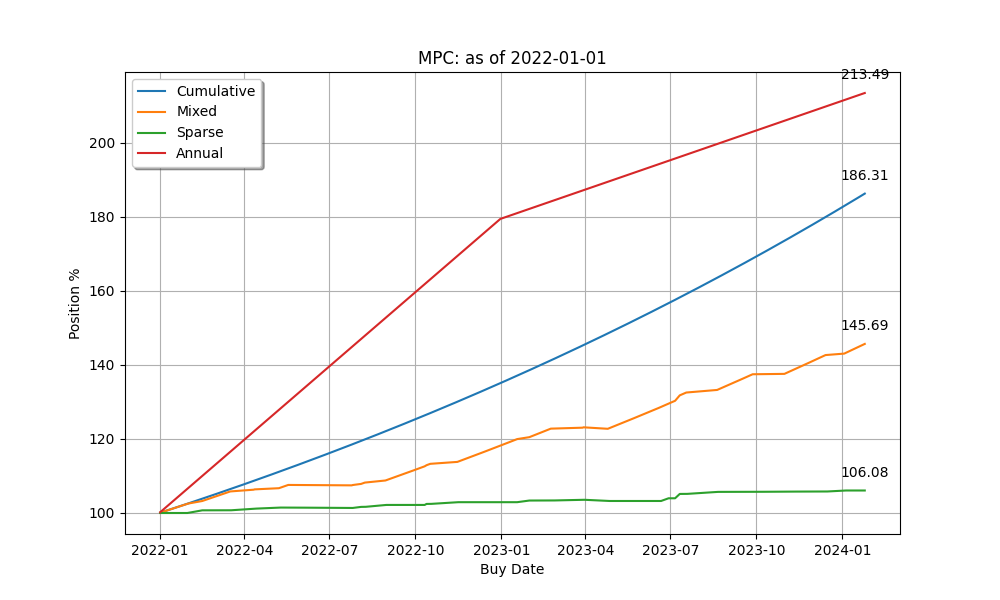 MPC: as of 2022-01-01
213.49
Cumulative
Mixed
Sparse
Annual
200
186.31
180
160
Position %
145.69
140
120
106.08
100
2022-01 2022-04 2022-07 2022-10 2023-01 2023-04 2023-07 2023-10 2024-01
Buy Date